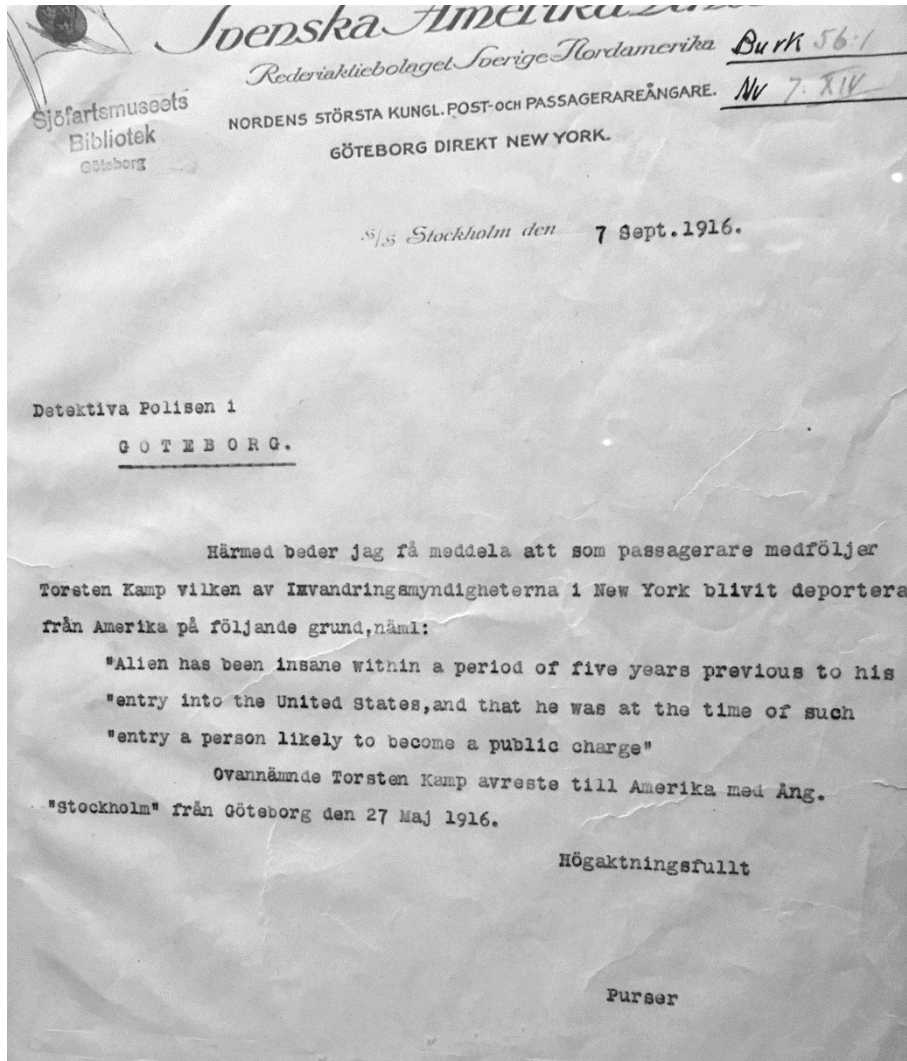 Svenska Amerika Linien
Rederiaktiebolaget Sverige Nordamerika
Burk 56:1
Nv 7. XIV
Sjöfartsmuseets
Bibliotek
Göteborg
NORDENS STÖRSTA KUNGL. POST- OCH PASSAGERAREÅNGARE.
GÖTEBORG DIREKT NEW YORK.
S/S Stockholm den 7 Sept.1916.
Detektiva Polisen i
G O T E B O R G.
Härmed beder jag få meddela att som passagerare medföljer
Torsten Kamp vilken av Invandringsmyndigheterna i New York blivit deportera
från Amerika på följande grund,näml:
"Alien has been insane within a period of five years previous to his
"entry into the United States,and that he was at the time of such
"entry a person likely to become a public charge"
Ovannämnde Torsten Kamp avreste till Amerika med Ång.
"Stockholm" från Göteborg den 27 Maj 1916.
Högaktningsfullt
Purser